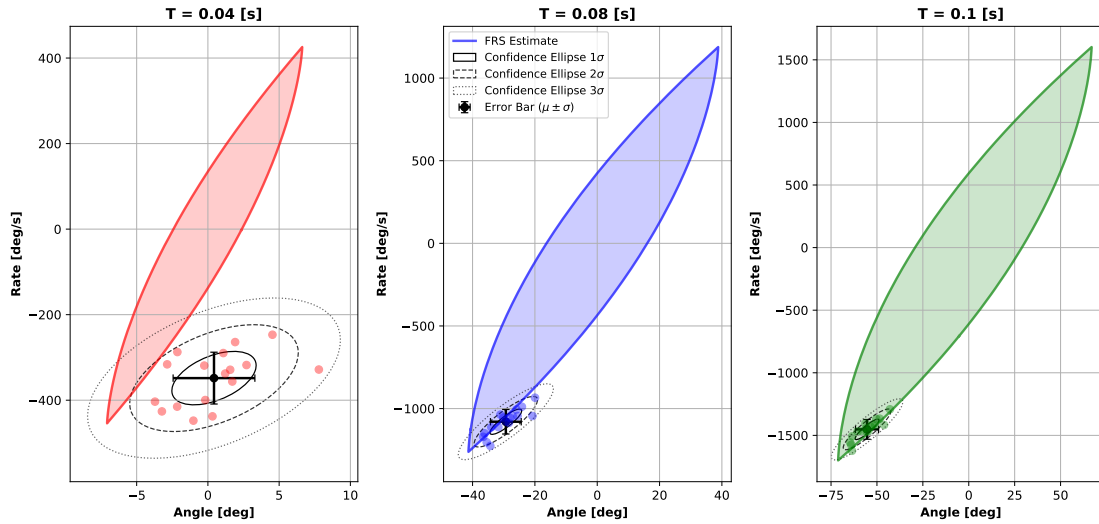 T = 0.04 [s]
Rate [deg/s]
400
200
0
−200
−400
−5
0
5
10
Angle [deg]
T = 0.08 [s]
FRS Estimate
Confidence Ellipse 1σ
Confidence Ellipse 2σ
Confidence Ellipse 3σ
Error Bar (μ ± σ)
Rate [deg/s]
1000
500
0
−500
−1000
−40
−20
0
20
40
Angle [deg]
T = 0.1 [s]
Rate [deg/s]
1500
1000
500
0
−500
−1000
−1500
−75
−50
−25
0
25
50
Angle [deg]